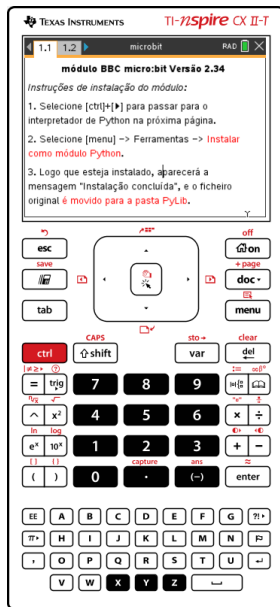 TEXAS INSTRUMENTS TI-nspire CX II-T
1.1 1.2 microbit RAD
módulo BBC micro:bit Versão 2.34
Instruções de instalação do módulo:
1. Selecione [ctrl]+[▶] para passar para o
interpretador de Python na próxima página.
2. Selecione [menu] –> Ferramentas –> Instalar
como módulo Python.
3. Logo que esteja instalado, aparecerá a
mensagem "Instalação concluída", e o ficheiro
original é movido para a pasta PyLib.
off
esc on
save +page
doc
tab menu
CAPS sto→ clear
ctrl shift var del
= trig 7 8 9
^ x² 4 5 6 × ÷
ln log
eˣ 10ˣ 1 2 3 + −
capture ans ≈
( ) 0 . (−) enter
EE A B C D E F G ?!
π H I J K L M N
, O P Q R S T U
V W X Y Z